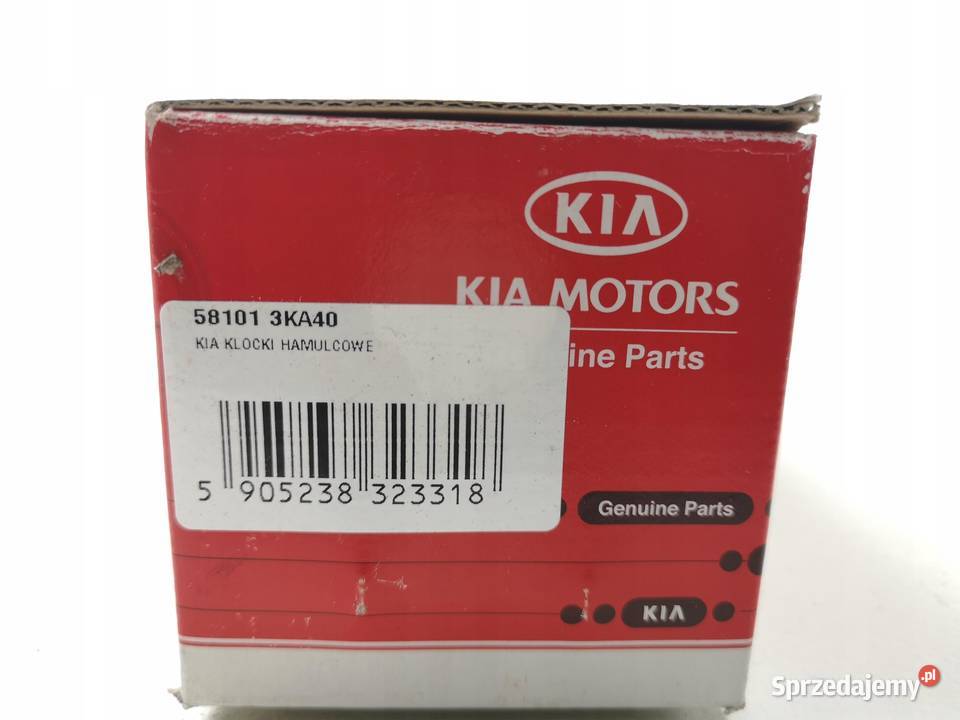 KIA
KIA MOTORS
ine Parts
58101 3KA40
KIA KLOCKI HAMULCOWE
5 905238 323318
Genuine Parts
KIA
Sprzedajemy.pl